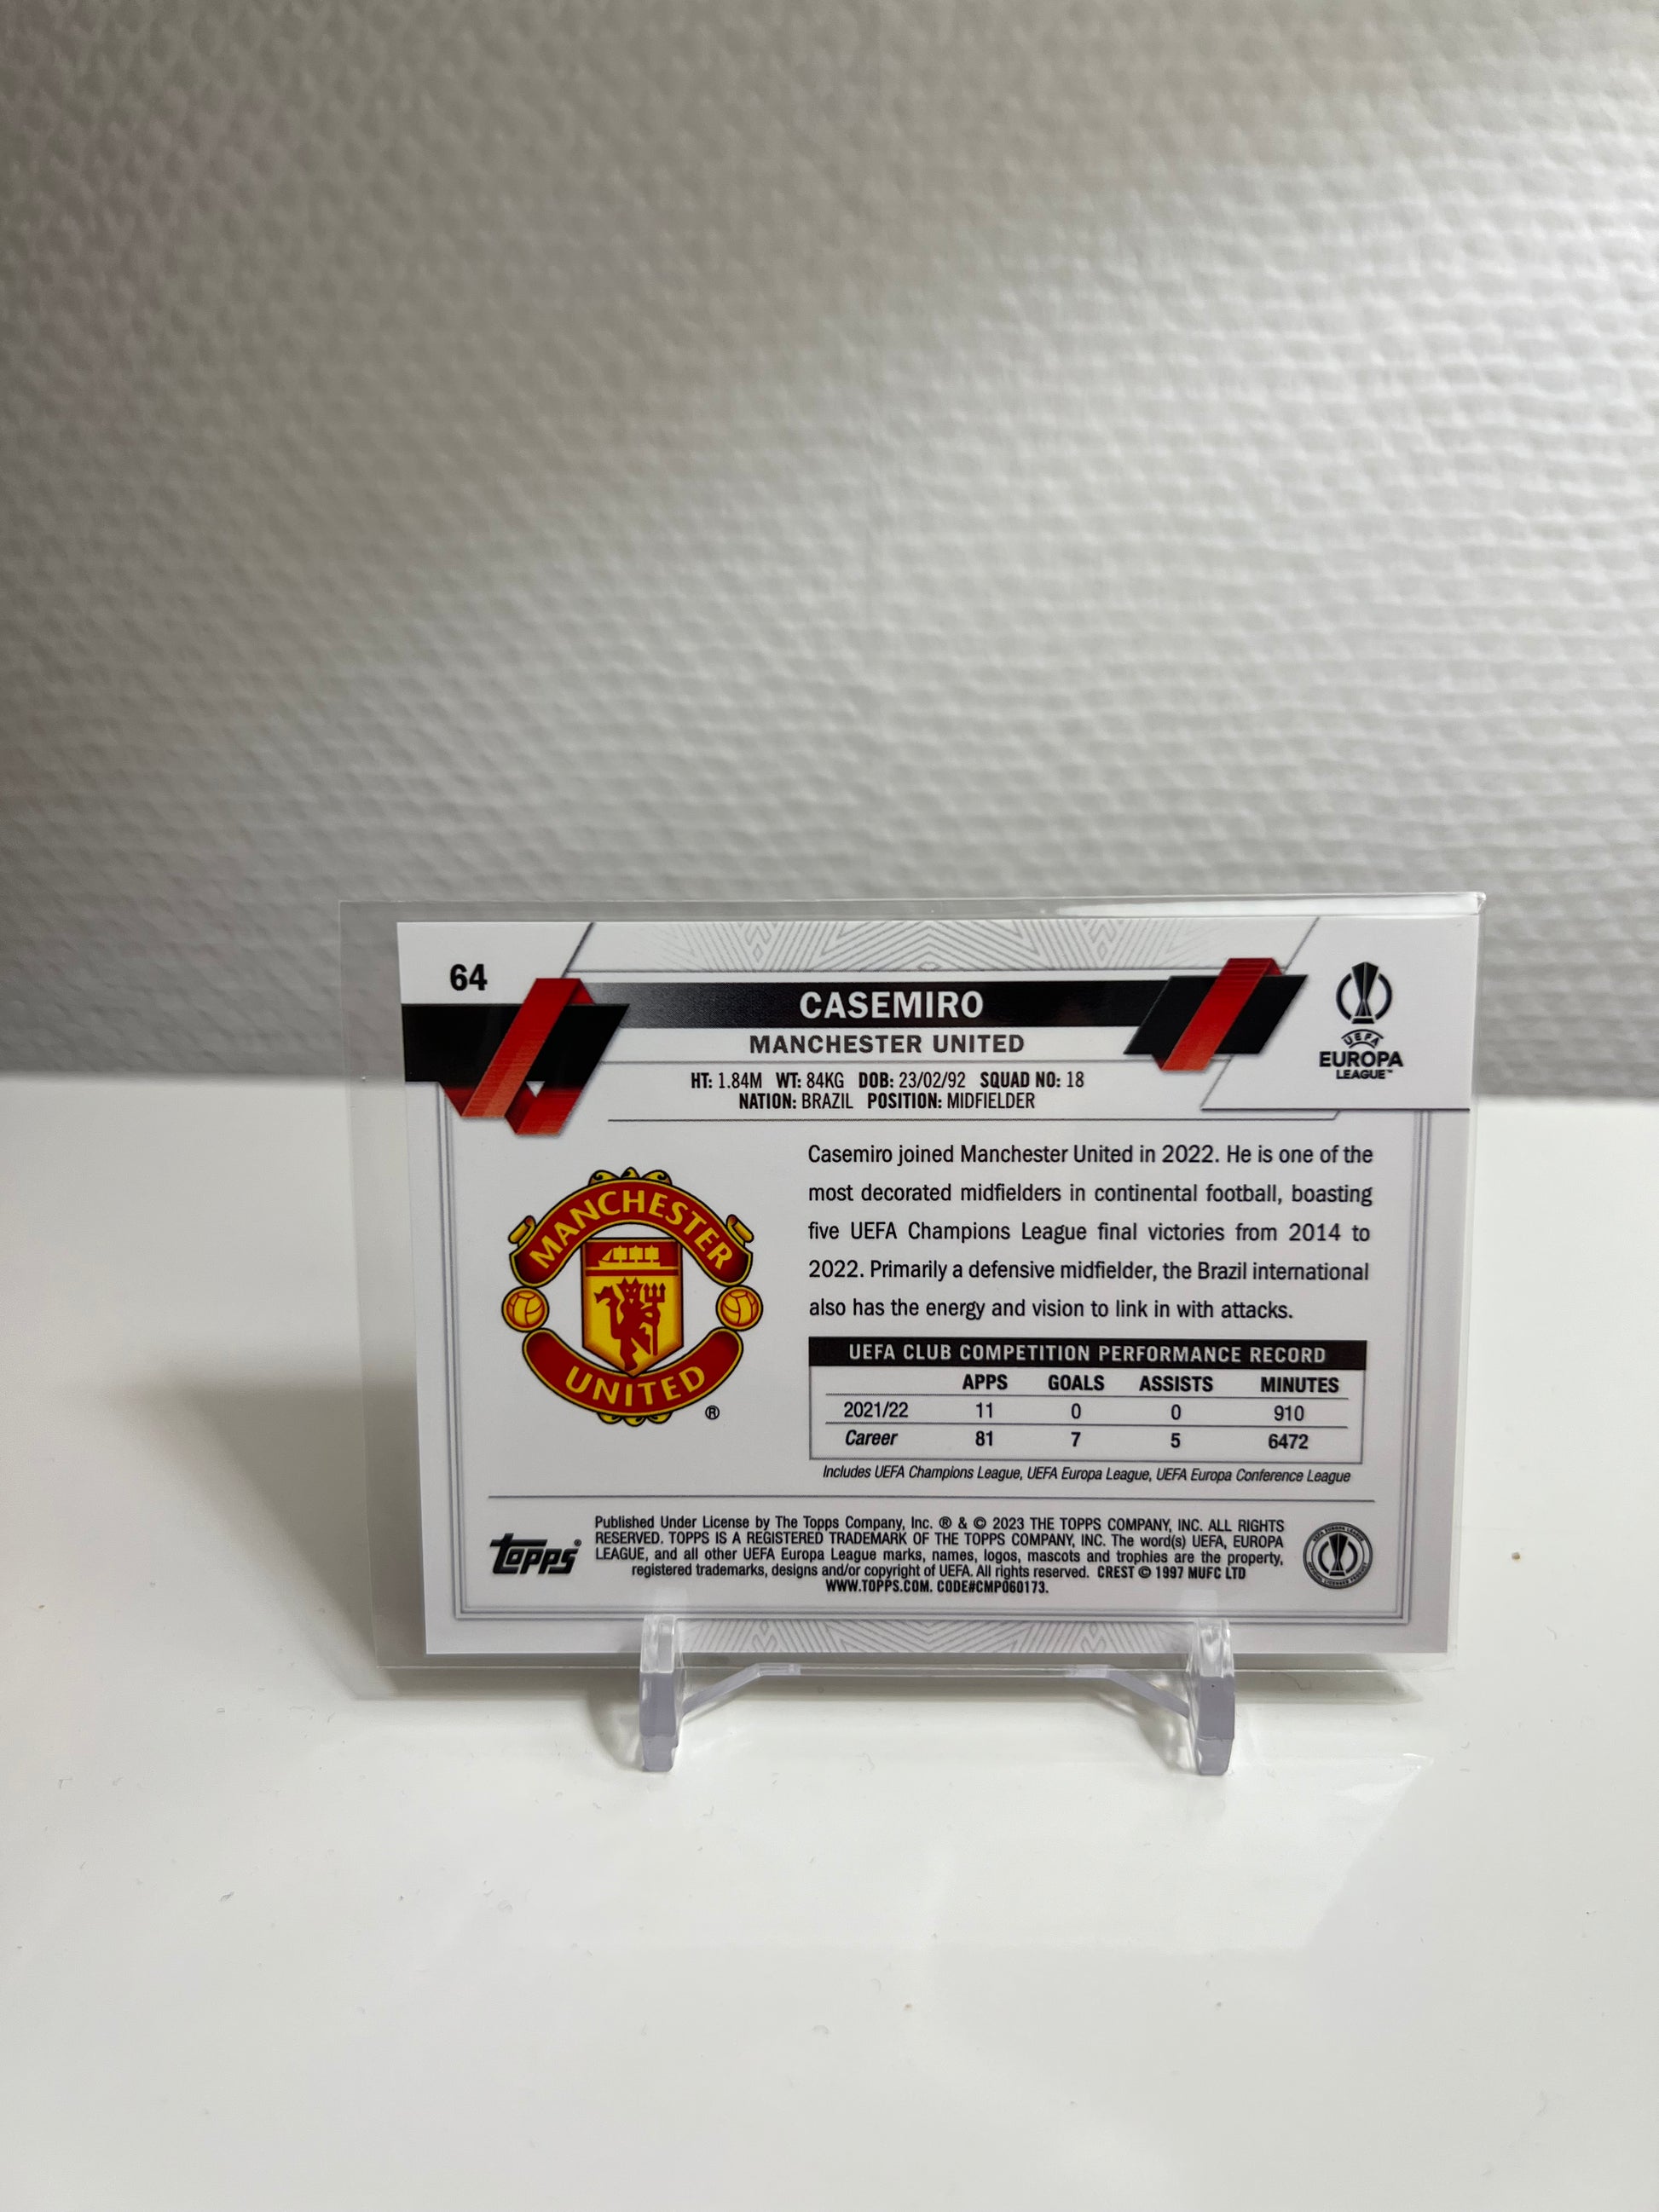 64
CASEMIRO
MANCHESTER UNITED
HT: 1.84M WT: 84KG DOB: 23/02/92 SQUAD NO: 18
NATION: BRAZIL POSITION: MIDFIELDER
UEFA
EUROPA
LEAGUE™
Casemiro joined Manchester United in 2022. He is one of the
most decorated midfielders in continental football, boasting
five UEFA Champions League final victories from 2014 to
2022. Primarily a defensive midfielder, the Brazil international
also has the energy and vision to link in with attacks.
MANCHESTER
UNITED
®
UEFA CLUB COMPETITION PERFORMANCE RECORD
APPS GOALS ASSISTS MINUTES
2021/22 11 0 0 910
Career 81 7 5 6472
Includes UEFA Champions League, UEFA Europa League, UEFA Europa Conference League
topps®
Published Under License by The Topps Company, Inc. ® & © 2023 THE TOPPS COMPANY, INC. ALL RIGHTS
RESERVED. TOPPS IS A REGISTERED TRADEMARK OF THE TOPPS COMPANY, INC. The word(s) UEFA, EUROPA
LEAGUE, and all other UEFA Europa League marks, names, logos, mascots and trophies are the property,
registered trademarks, designs and/or copyright of UEFA. All rights reserved. CREST © 1997 MUFC LTD
WWW.TOPPS.COM. CODE#CMP060173.